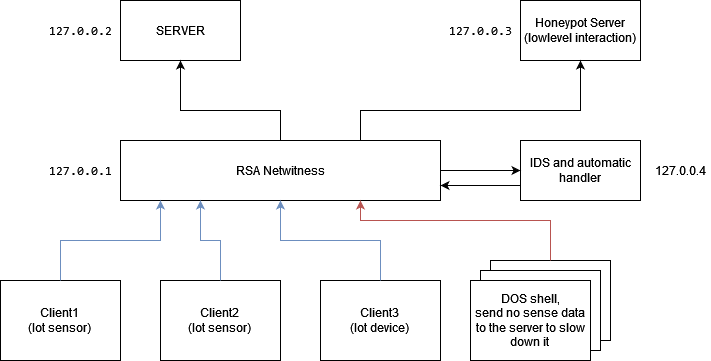 127.0.0.2
SERVER
127.0.0.3
Honeypot Server
(lowlevel interaction)
127.0.0.1
RSA Netwitness
IDS and automatic
handler
127.0.0.4
Client1
(Iot sensor)
Client2
(Iot sensor)
Client3
(Iot device)
DOS shell,
send no sense data
to the server to slow
down it